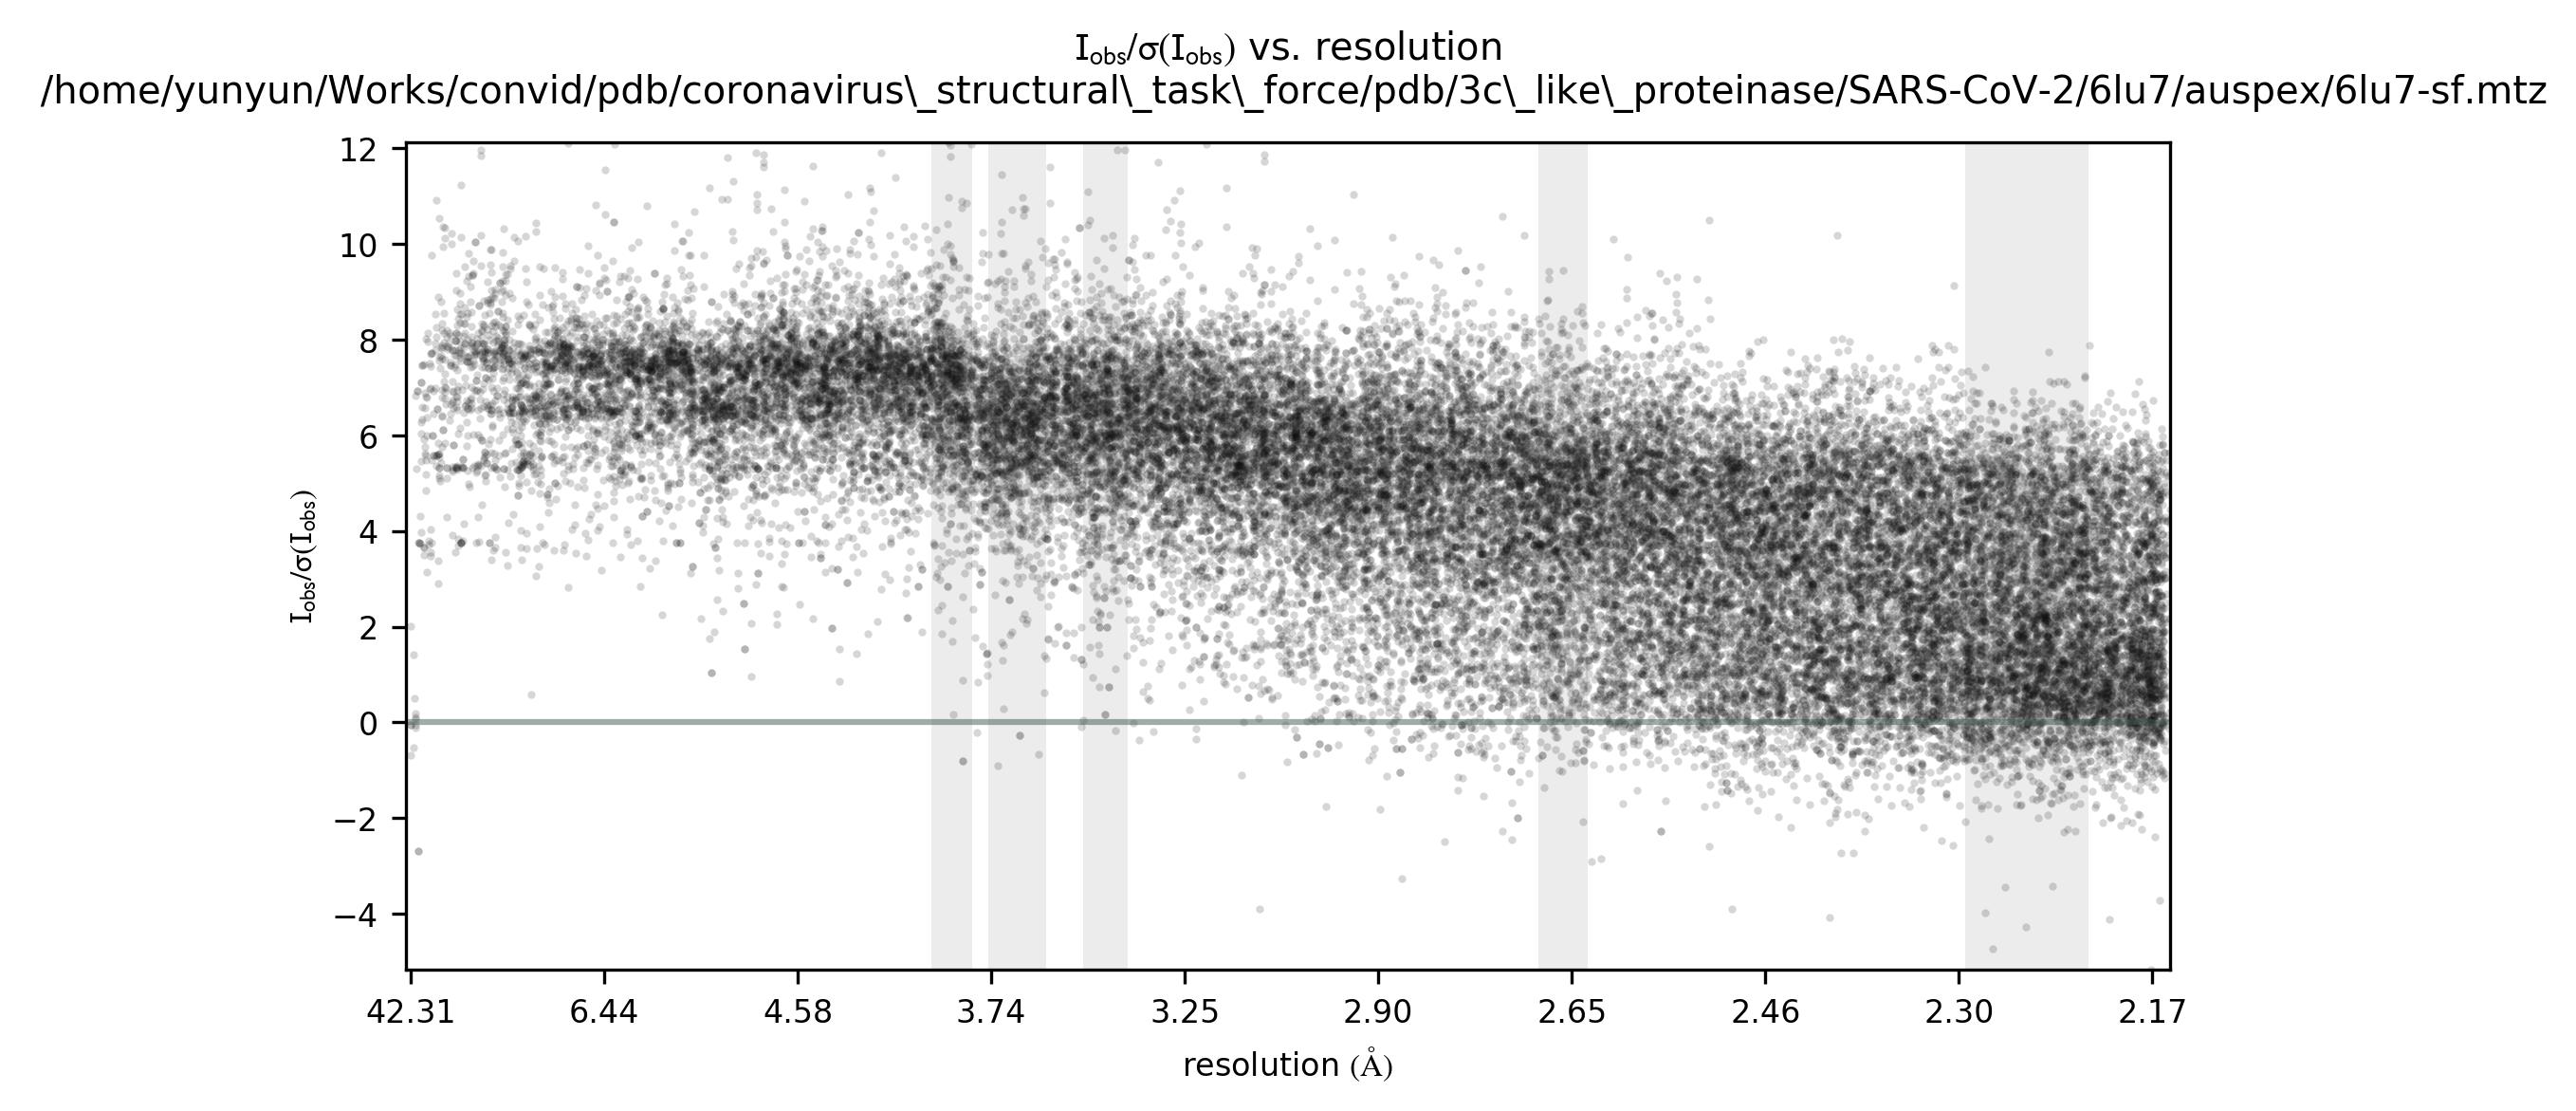 Iobs/σ(Iobs) vs. resolution
/home/yunyun/Works/convid/pdb/coronavirus\_structural\_task\_force/pdb/3c\_like\_proteinase/SARS-CoV-2/6lu7/auspex/6lu7-sf.mtz
12
10
8
6
4
2
0
−2
−4
Iobs/σ(Iobs)
42.31 6.44 4.58 3.74 3.25 2.90 2.65 2.46 2.30 2.17
resolution (Å)